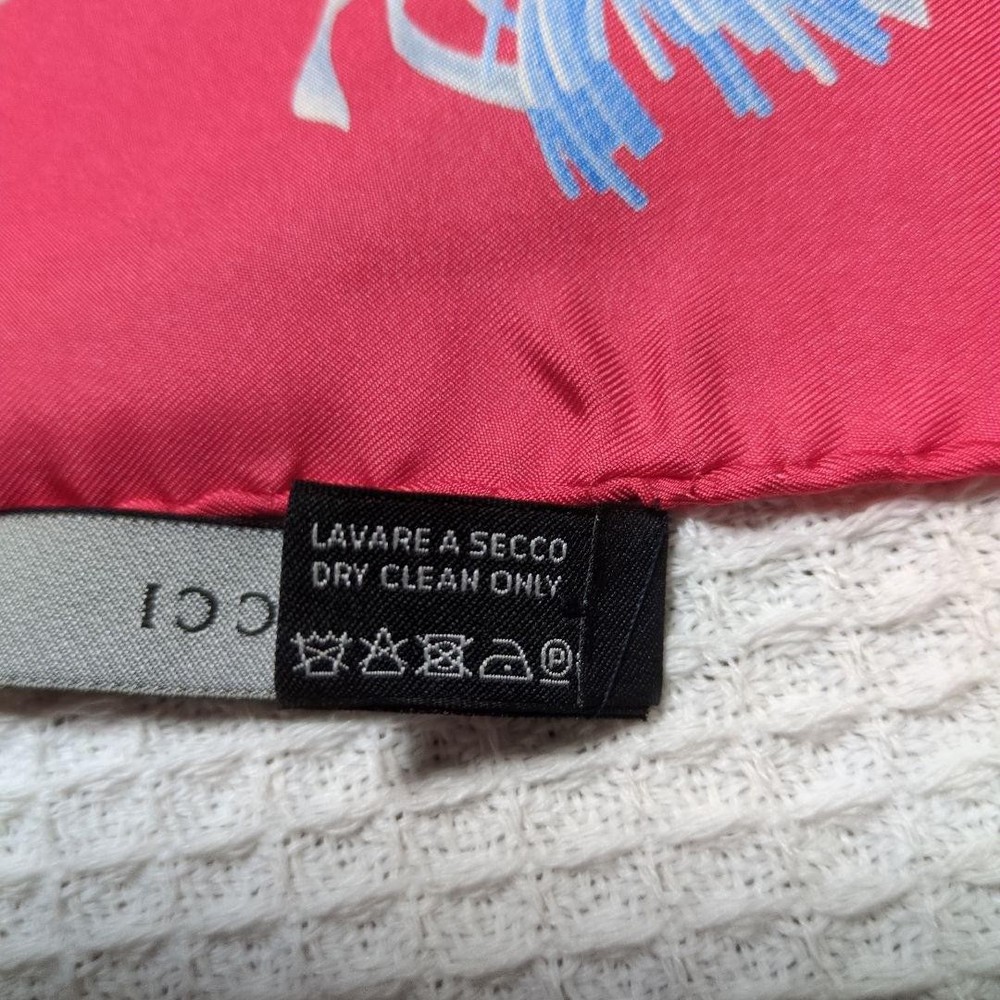 LAVARE A SECCO
DRY CLEAN ONLY
CCI
P